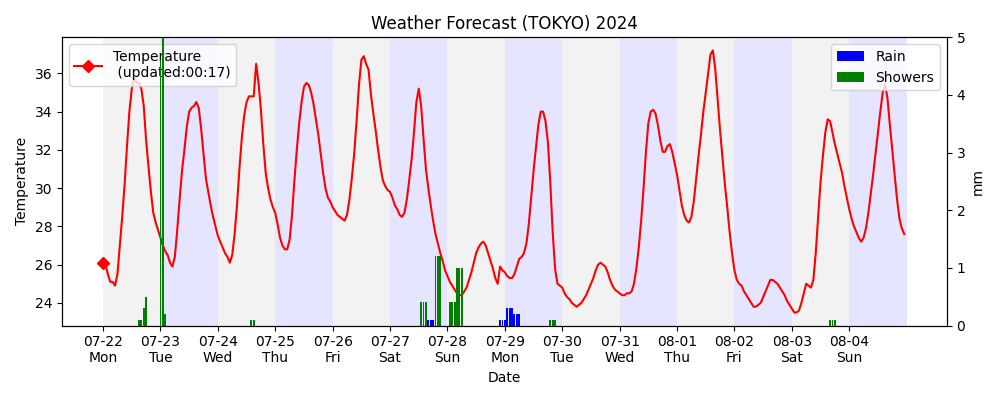 Weather Forecast (TOKYO) 2024
Temperature
(updated:00:17)
Rain
Showers
Temperature
36
34
32
30
28
26
24
5
4
3
2
1
0
mm
07-22 07-23 07-24 07-25 07-26 07-27 07-28 07-29 07-30 07-31 08-01 08-02 08-03 08-04
Mon Tue Wed Thu Fri Sat Sun Mon Tue Wed Thu Fri Sat Sun
Date